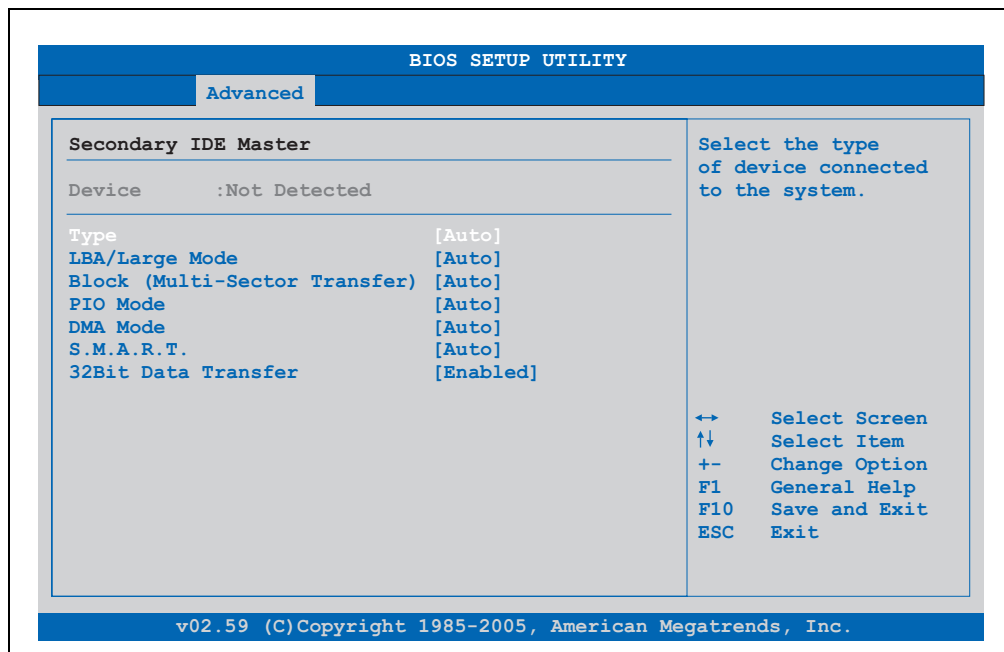 BIOS SETUP UTILITY
Advanced
Secondary IDE Master
Device :Not Detected
Type [Auto]
LBA/Large Mode [Auto]
Block (Multi-Sector Transfer) [Auto]
PIO Mode [Auto]
DMA Mode [Auto]
S.M.A.R.T. [Auto]
32Bit Data Transfer [Enabled]
Select the type
of device connected
to the system.
↔ Select Screen
↑↓ Select Item
+- Change Option
F1 General Help
F10 Save and Exit
ESC Exit
v02.59 (C)Copyright 1985-2005, American Megatrends, Inc.